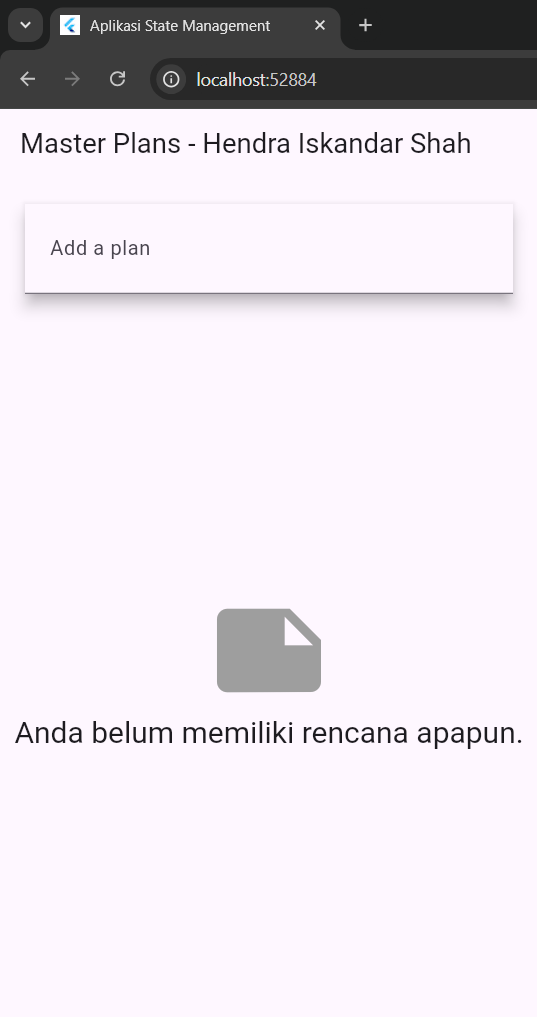 Aplikasi State Management
localhost:52884
Master Plans - Hendra Iskandar Shah
Add a plan
Anda belum memiliki rencana apapun.